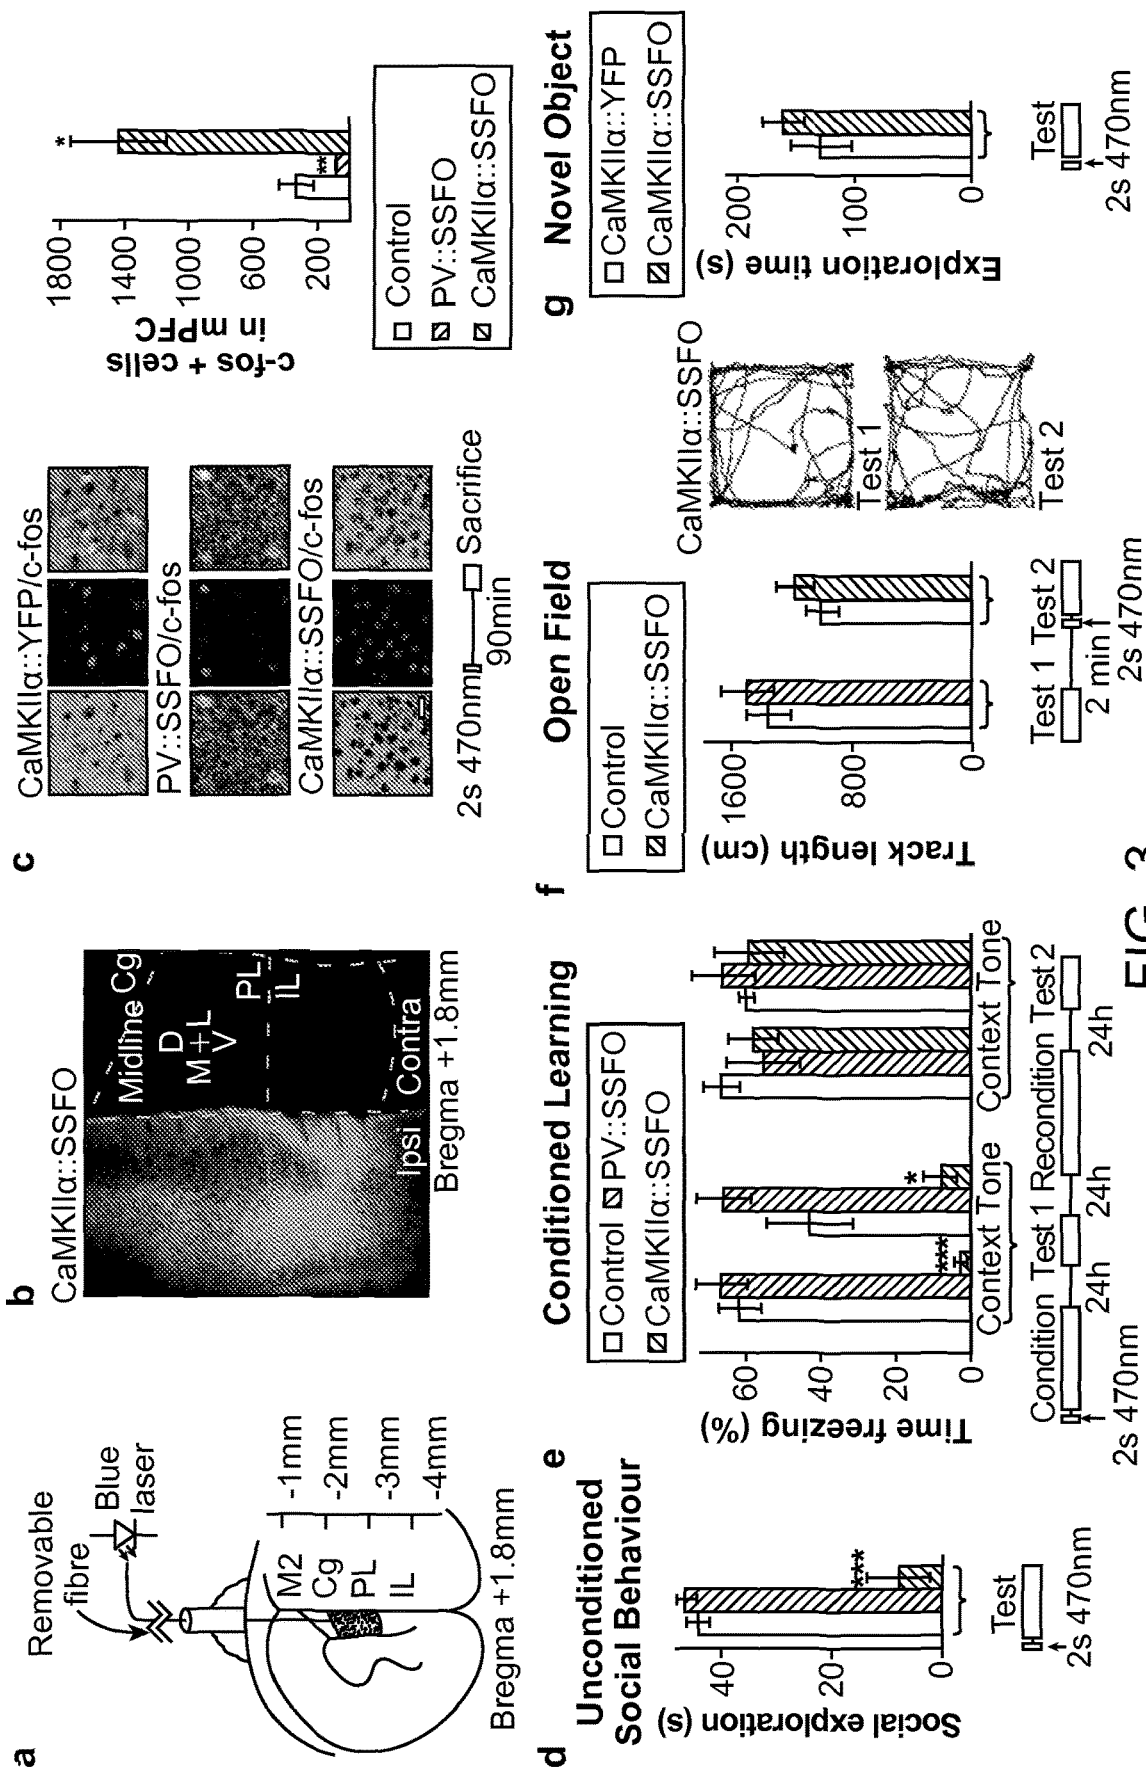 a
Removable
fibre
Blue
laser
M2
Cg
PL
IL
-1mm
-2mm
-3mm
-4mm
Bregma +1.8mm
b
CaMKIIα::SSFO
Midline
Cg
D
M+L
V
PL
IL
Ipsi
Contra
Bregma +1.8mm
c
CaMKIIα::YFP/c-fos
PV::SSFO/c-fos
CaMKIIα::SSFO/c-fos
2s 470nm
Sacrifice
90min
c-fos + cells
in mPFC
1800
1400
1000
200
*
**
Control
PV::SSFO
CaMKIIα::SSFO
d
Unconditioned
Social Behaviour
Social exploration (s)
40
20
0
***
Test
2s 470nm
e
Conditioned Learning
Control PV::SSFO
CaMKIIα::SSFO
Time freezing (%)
60
40
20
0
***
*
Context Tone
Context Tone
Condition Test 1 Recondition Test2
24h
24h
24h
2s 470nm
f
Open Field
Control
CaMKIIα::SSFO
Track length (cm)
1600
800
0
Test 1 Test 2
2 min
2s 470nm
CaMKIIα::SSFO
Test 1
Test 2
g
Novel Object
CaMKIIα::YFP
CaMKIIα::SSFO
Exploration time (s)
200
100
0
Test
2s 470nm
FIG. 3